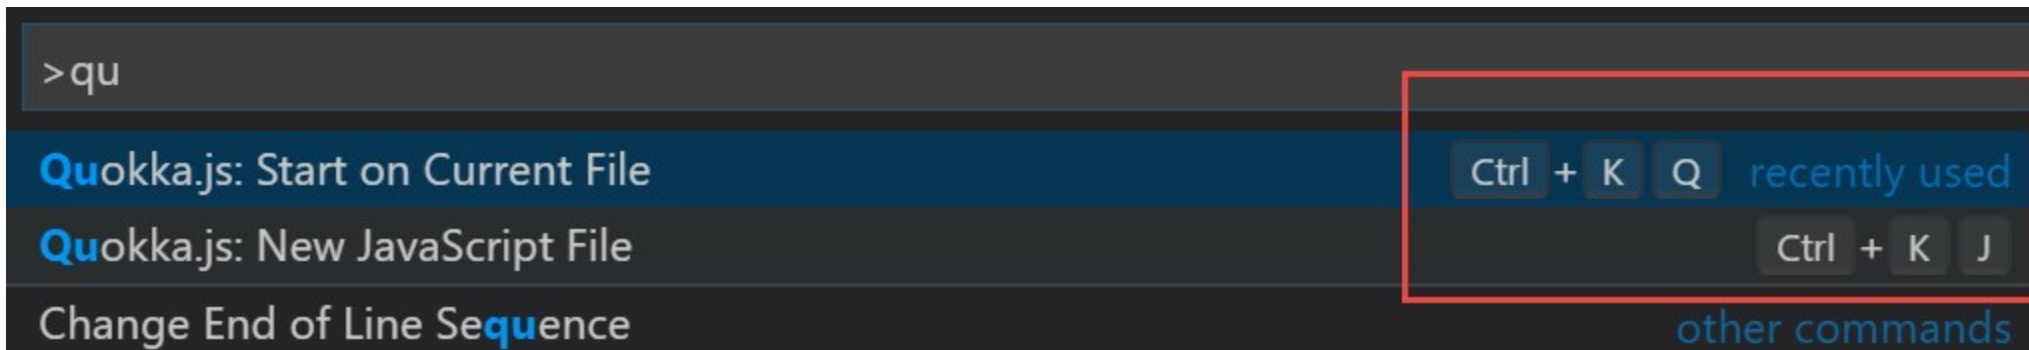 >qu
Quokka.js: Start on Current File Ctrl + K Q recently used
Quokka.js: New JavaScript File Ctrl + K J
Change End of Line Sequence other commands